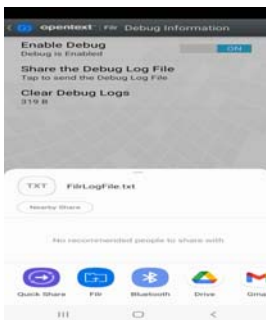 opentext | Filr Debug Information
Enable Debug
Debug is Enabled
ON
Share the Debug Log File
Tap to send the Debug Log File
Clear Debug Logs
319 B
TXT
FilrLogFile.txt
Nearby Share
No recommended people to share with
Quick Share
Filr
Bluetooth
Drive
Gmai